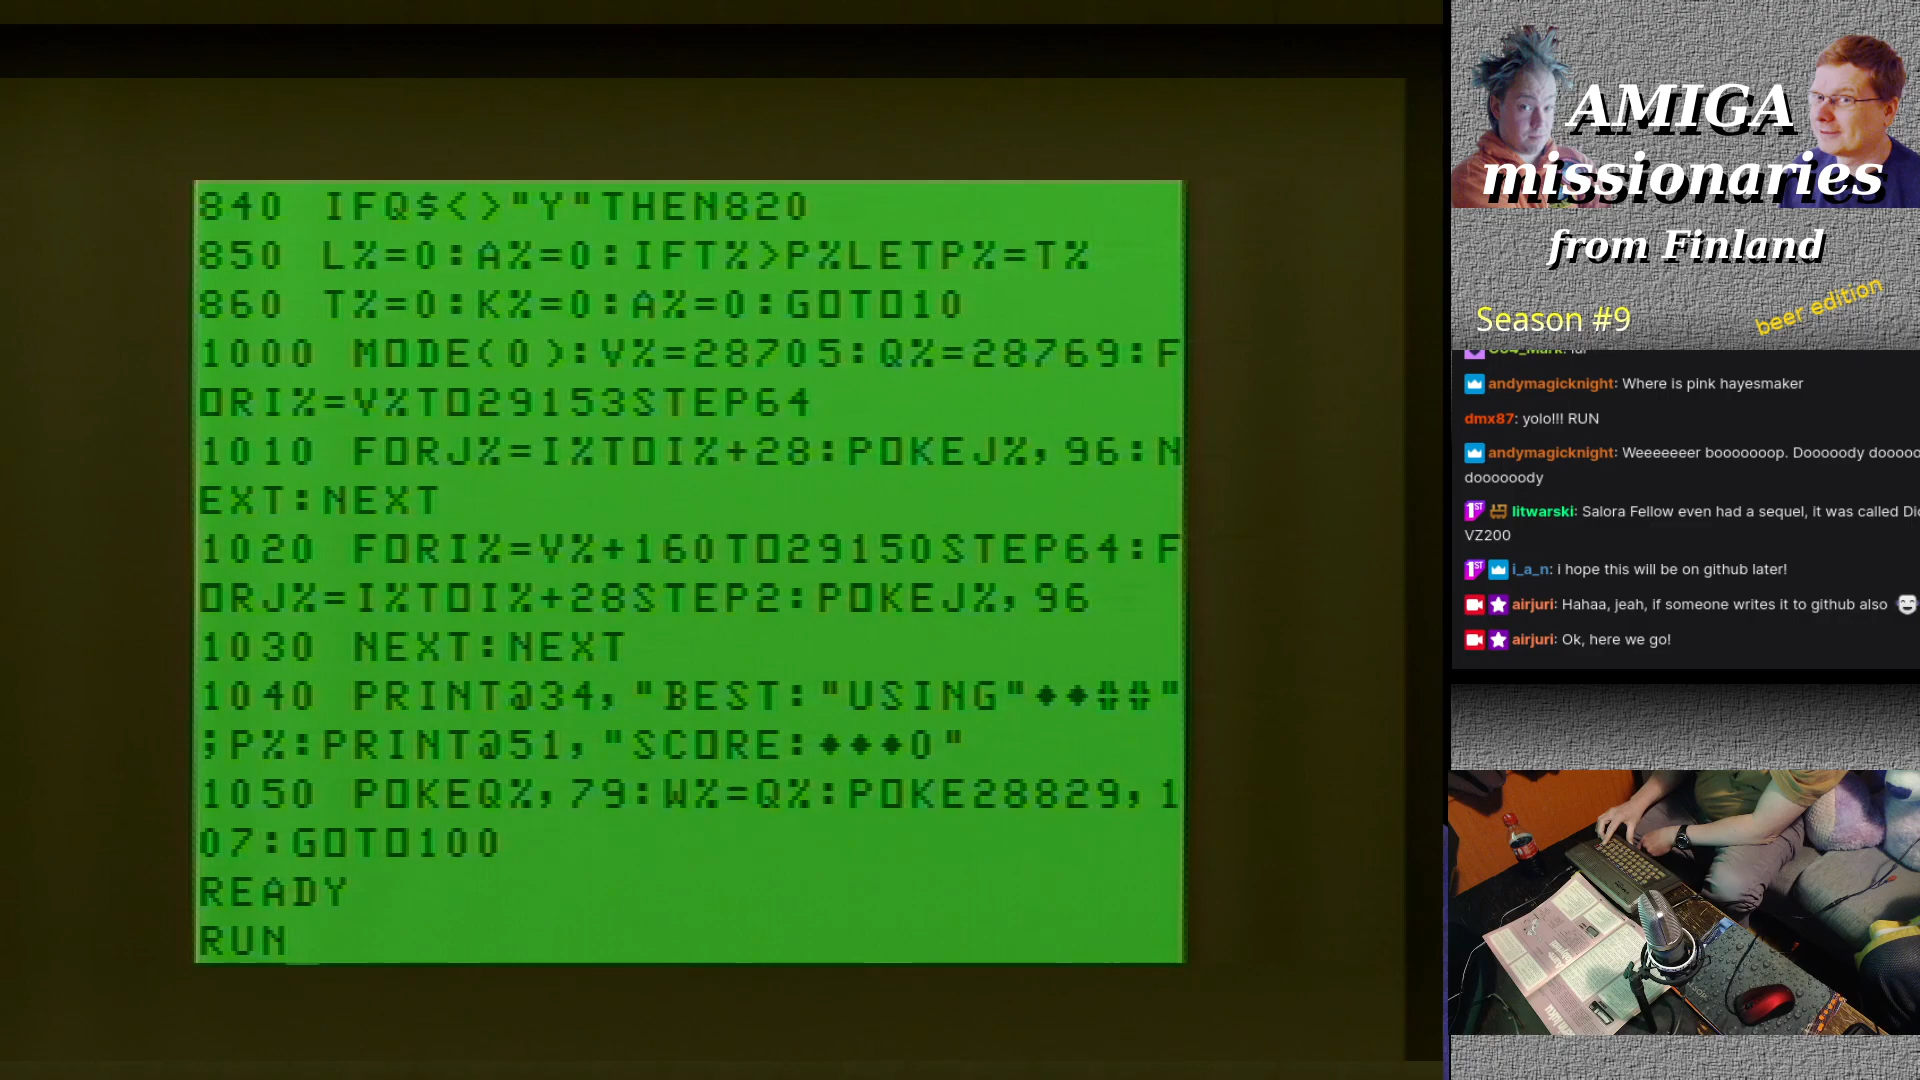 840 IFQ$<>"Y"THEN820
850 L%=0:A%=0:IFT%>P%LETP%=T%
860 T%=0:K%=0:A%=0:GOTO10
1000 MODE(0):V%=28705:Q%=28769:F
ORI%=V%TO29153STEP64
1010 FORJ%=I%TOI%+28:POKEJ%,96:N
EXT:NEXT
1020 FORI%=V%+160TO29150STEP64:F
ORJ%=I%TOI%+28STEP2:POKEJ%,96
1030 NEXT:NEXT
1040 PRINT@34,"BEST:"USING"◆◆##"
;P%:PRINT@51,"SCORE:◆◆◆0"
1050 POKEQ%,79:W%=Q%:POKE28829,1
07:GOTO100
READY
RUN
AMIGA
missionaries
from Finland
Season #9
beer edition
andymagicknight: Where is pink hayesmaker
dmx87: yolo!!! RUN
andymagicknight: Weeeeeeer booooooop. Dooooody doooo
dooooooody
litwarski: Salora Fellow even had a sequel, it was called
VZ200
i_a_n: i hope this will be on github later!
airjuri: Hahaa, jeah, if someone writes it to github also
airjuri: Ok, here we go!